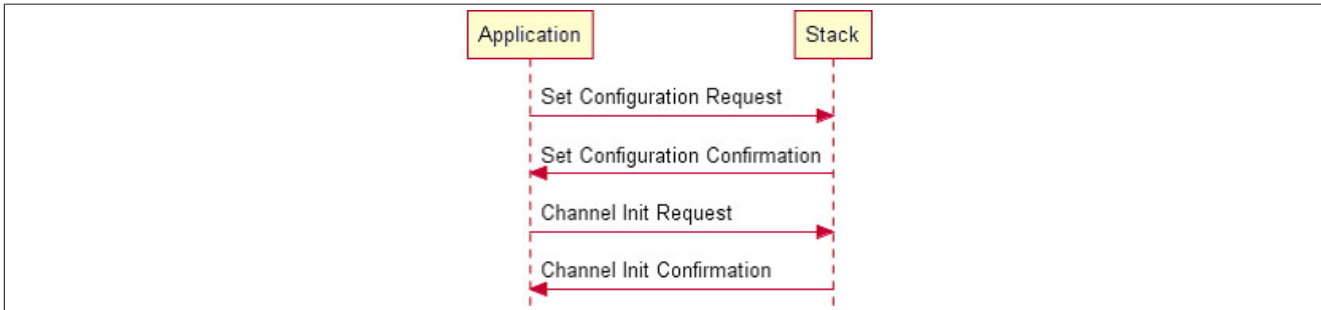 Application
Stack
Set Configuration Request
Set Configuration Confirmation
Channel Init Request
Channel Init Confirmation